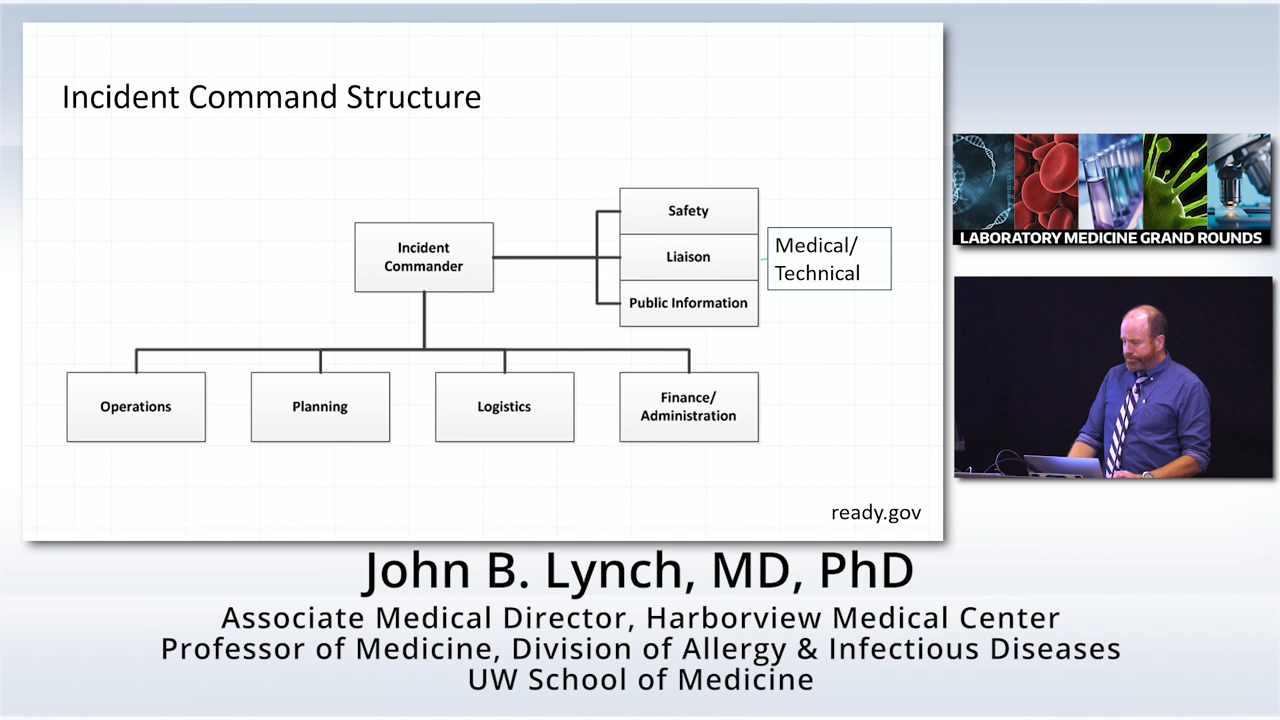 Incident Command Structure
Safety
Incident
Commander
Liaison
Medical/
Technical
Public Information
Operations
Planning
Logistics
Finance/
Administration
ready.gov
LABORATORY MEDICINE GRAND ROUNDS
John B. Lynch, MD, PhD
Associate Medical Director, Harborview Medical Center
Professor of Medicine, Division of Allergy & Infectious Diseases
UW School of Medicine